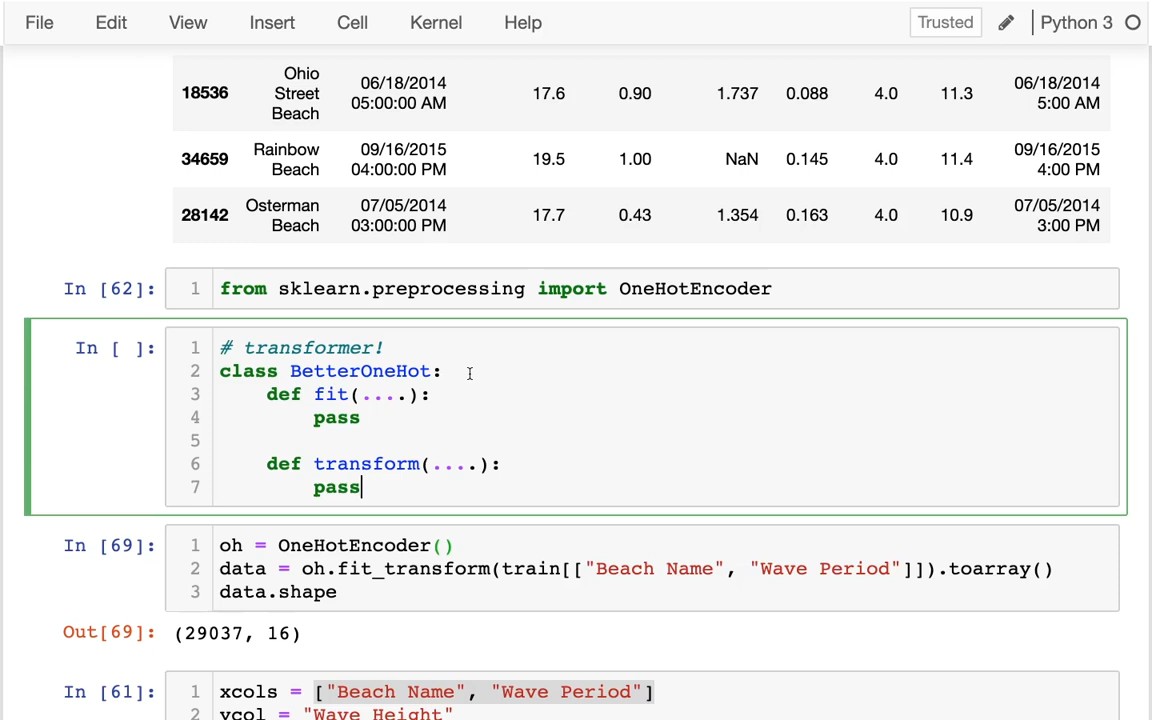 File Edit View Insert Cell Kernel Help Trusted Python 3
18536 Ohio Street Beach 06/18/2014 05:00:00 AM 17.6 0.90 1.737 0.088 4.0 11.3 06/18/2014 5:00 AM
34659 Rainbow Beach 09/16/2015 04:00:00 PM 19.5 1.00 NaN 0.145 4.0 11.4 09/16/2015 4:00 PM
28142 Osterman Beach 07/05/2014 03:00:00 PM 17.7 0.43 1.354 0.163 4.0 10.9 07/05/2014 3:00 PM
In [62]: 1 from sklearn.preprocessing import OneHotEncoder
In [ ]: 1 # transformer!
2 class BetterOneHot:
3     def fit(....):
4         pass
5
6     def transform(....):
7         pass
In [69]: 1 oh = OneHotEncoder()
2 data = oh.fit_transform(train[["Beach Name", "Wave Period"]]).toarray()
3 data.shape
Out[69]: (29037, 16)
In [61]: 1 xcols = ["Beach Name", "Wave Period"]
2 ycol = "Wave Height"